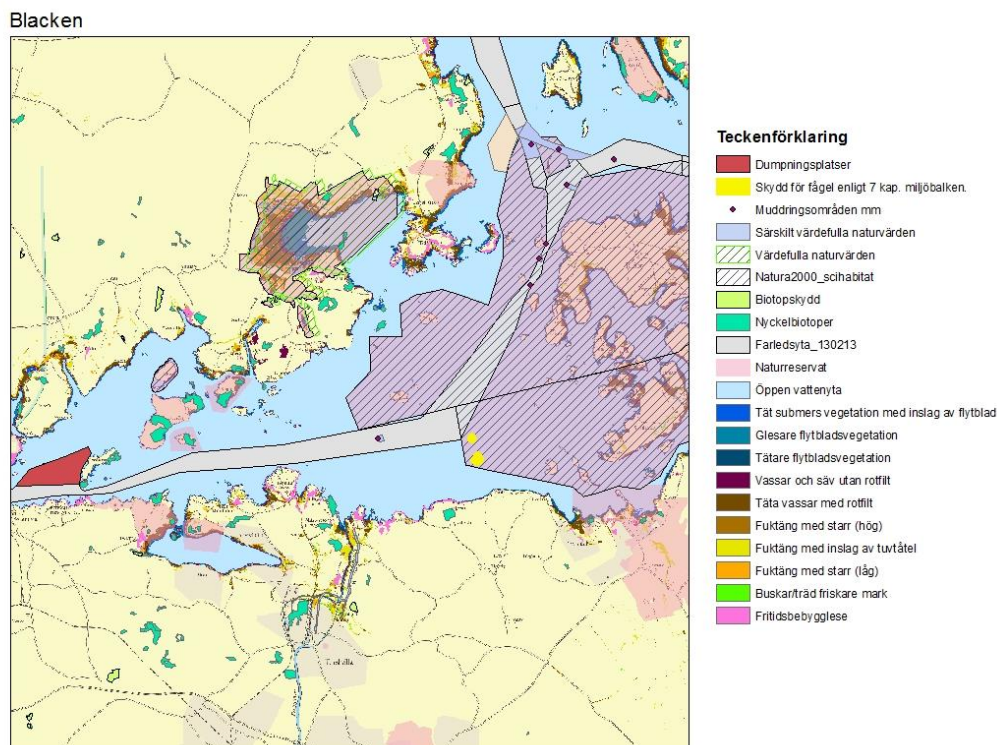 Blacken
Teckenförklaring
Dumpningsplatser
Skydd för fågel enligt 7 kap. miljöbalken.
Muddringsområden mm
Särskilt värdefulla naturvärden
Värdefulla naturvärden
Natura2000_scihabitat
Biotopskydd
Nyckelbiotoper
Farledsyta_130213
Naturreservat
Öppen vattenyta
Tät submers vegetation med inslag av flytblad
Glesare flytbladsvegetation
Tätare flytbladsvegetation
Vassar och säv utan rotfilt
Täta vassar med rotfilt
Fuktäng med starr (hög)
Fuktäng med inslag av tuvtåtel
Fuktäng med starr (låg)
Buskar/träd friskare mark
Fritidsbebyglese